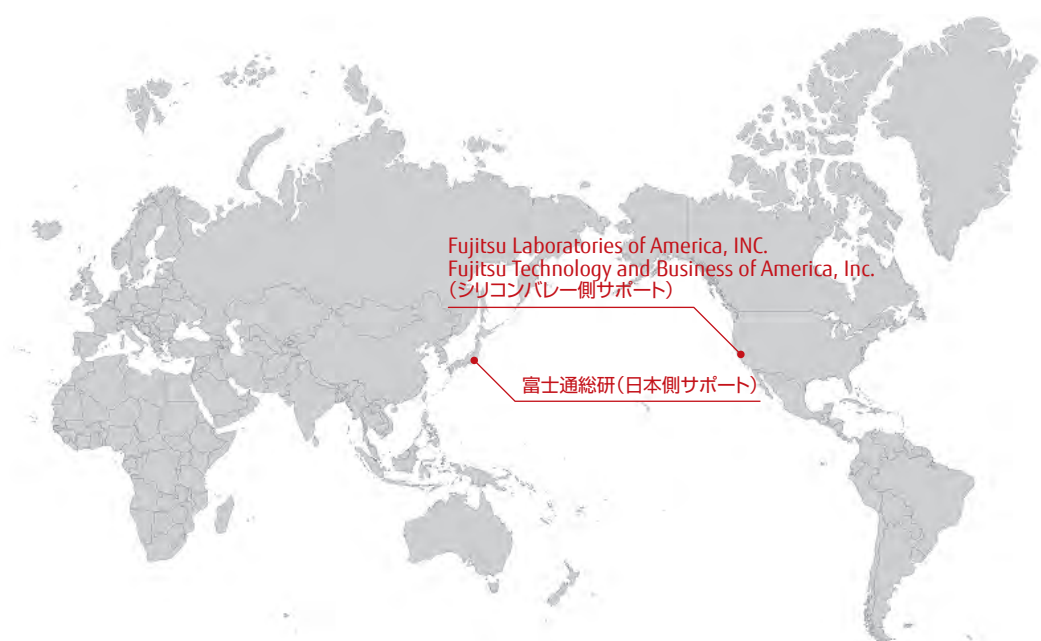 Fujitsu Laboratories of America, INC.
Fujitsu Technology and Business of America, Inc.
（シリコンバレー側サポート）
富士通総研（日本側サポート）